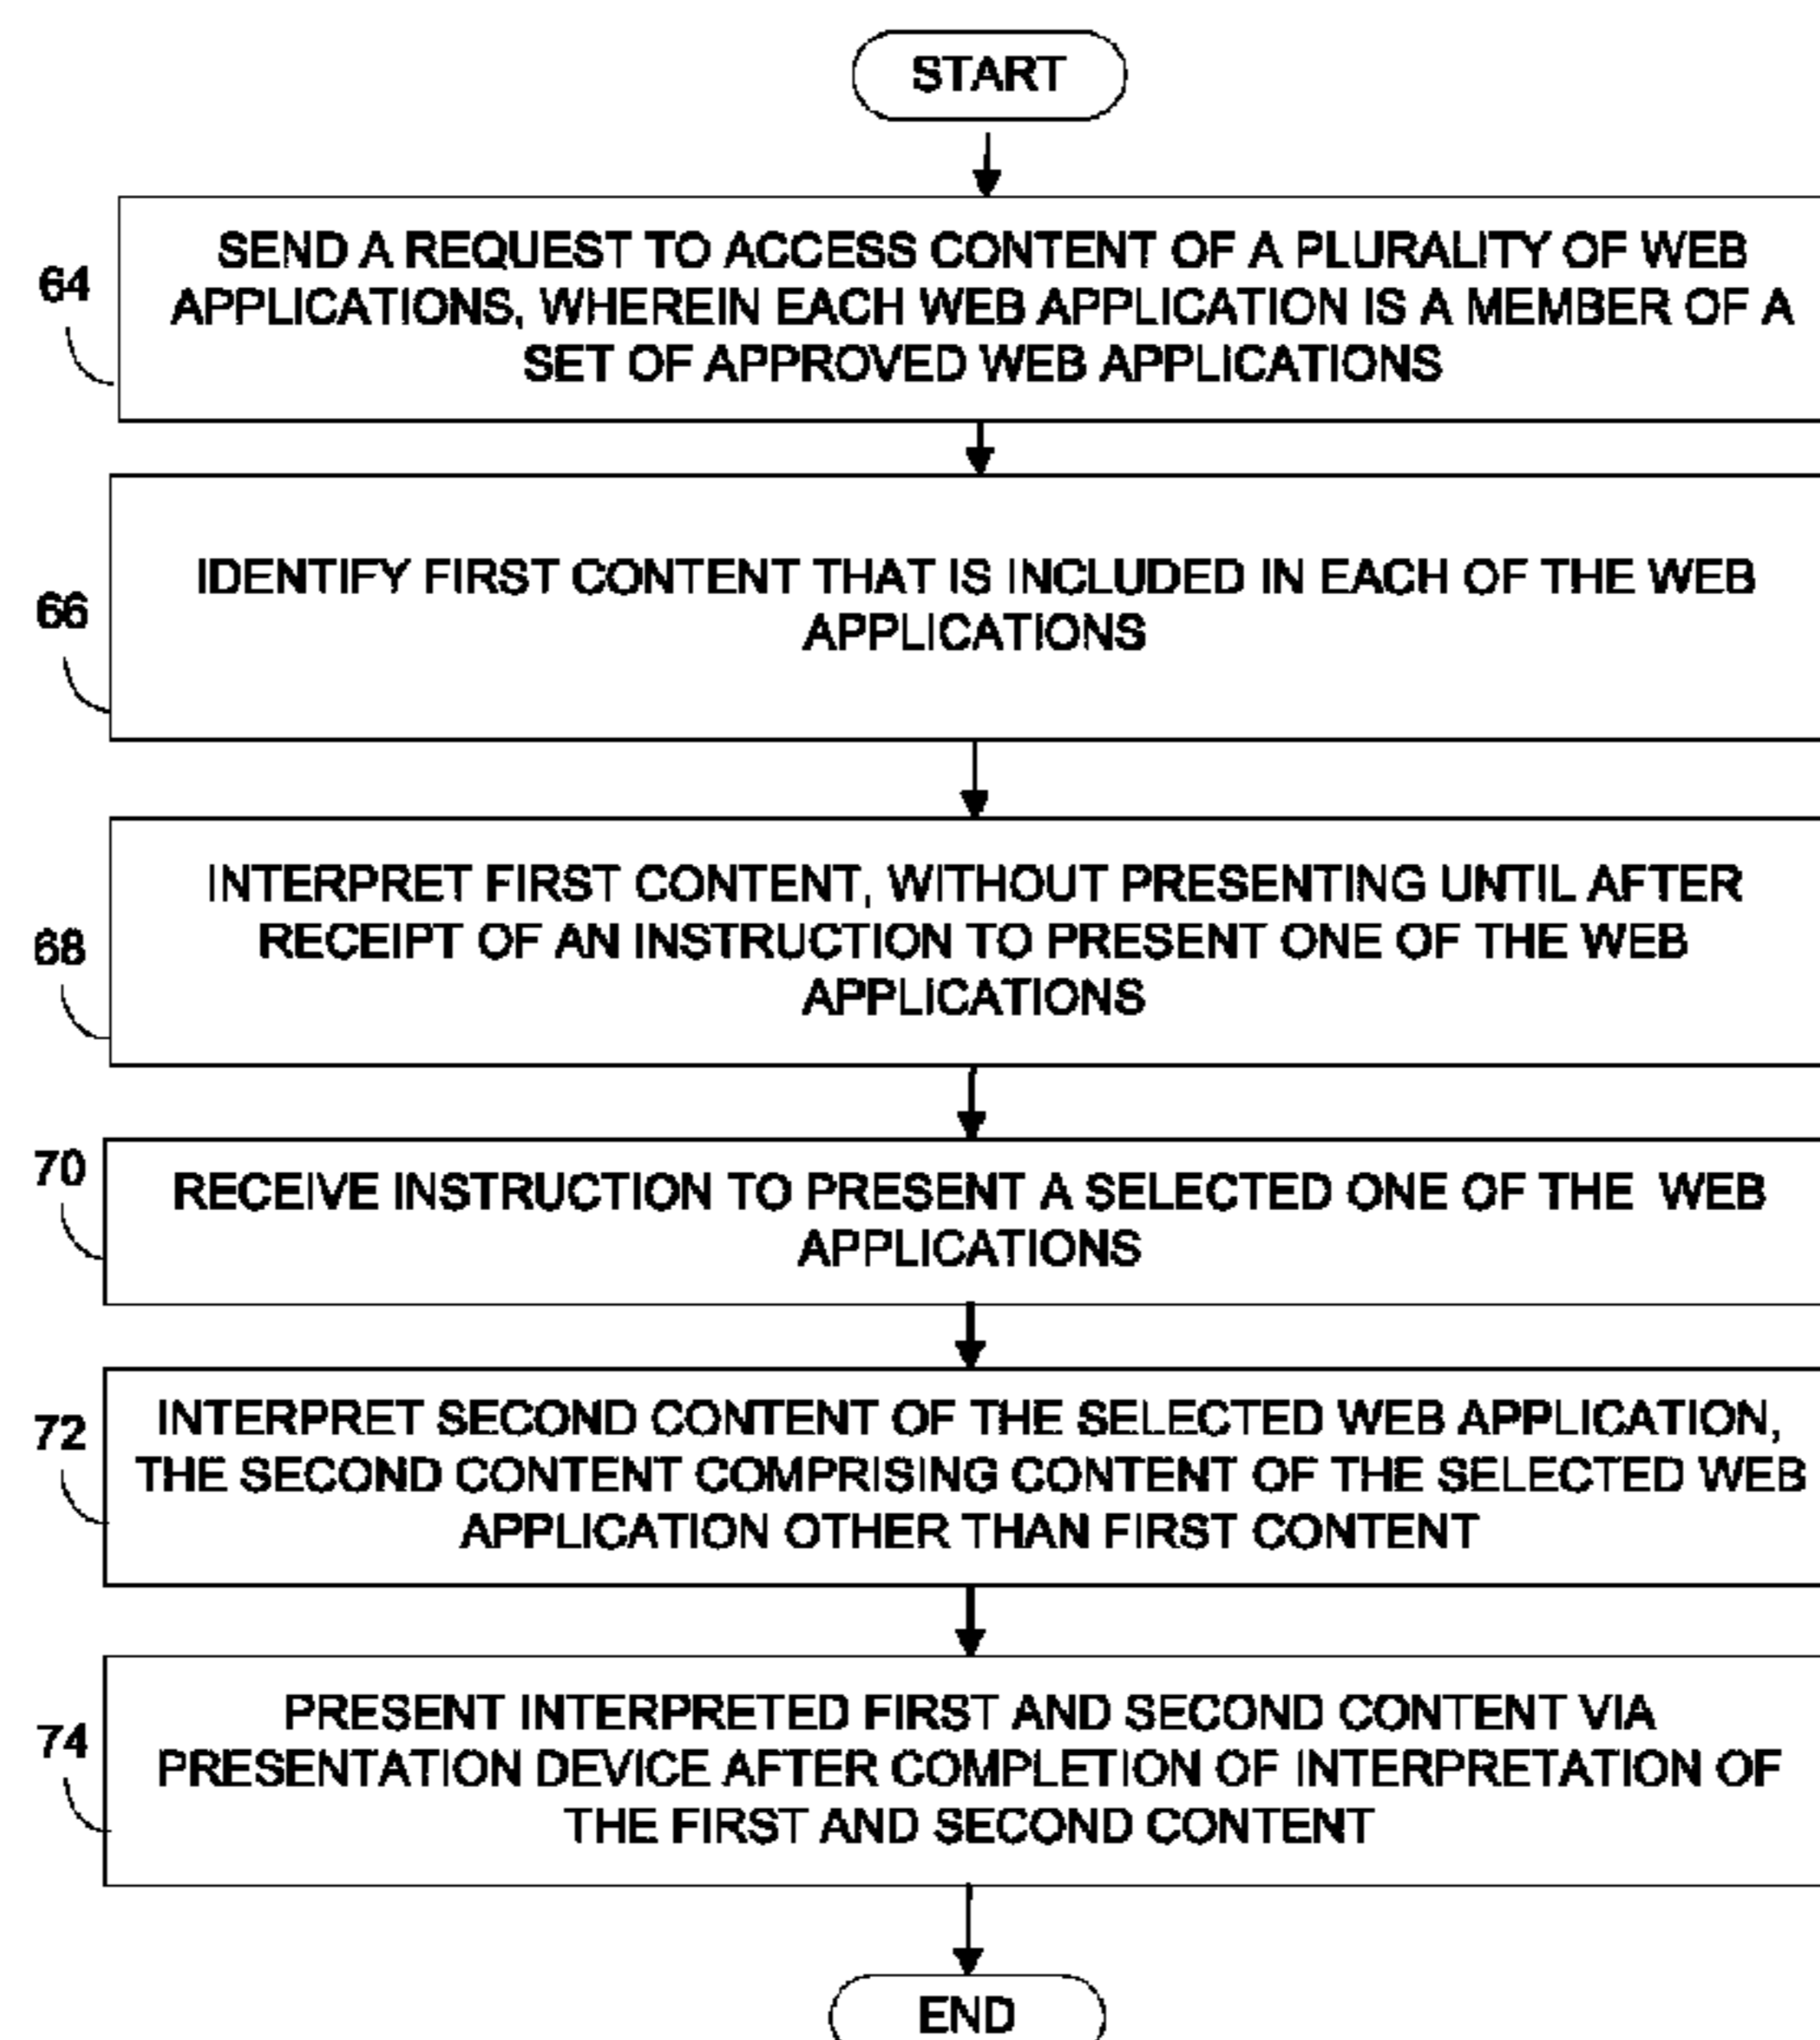 START
64
SEND A REQUEST TO ACCESS CONTENT OF A PLURALITY OF WEB
APPLICATIONS, WHEREIN EACH WEB APPLICATION IS A MEMBER OF A
SET OF APPROVED WEB APPLICATIONS
66
IDENTIFY FIRST CONTENT THAT IS INCLUDED IN EACH OF THE WEB
APPLICATIONS
68
INTERPRET FIRST CONTENT, WITHOUT PRESENTING UNTIL AFTER
RECEIPT OF AN INSTRUCTION TO PRESENT ONE OF THE WEB
APPLICATIONS
70
RECEIVE INSTRUCTION TO PRESENT A SELECTED ONE OF THE WEB
APPLICATIONS
72
INTERPRET SECOND CONTENT OF THE SELECTED WEB APPLICATION,
THE SECOND CONTENT COMPRISING CONTENT OF THE SELECTED WEB
APPLICATION OTHER THAN FIRST CONTENT
74
PRESENT INTERPRETED FIRST AND SECOND CONTENT VIA
PRESENTATION DEVICE AFTER COMPLETION OF INTERPRETATION OF
THE FIRST AND SECOND CONTENT
END